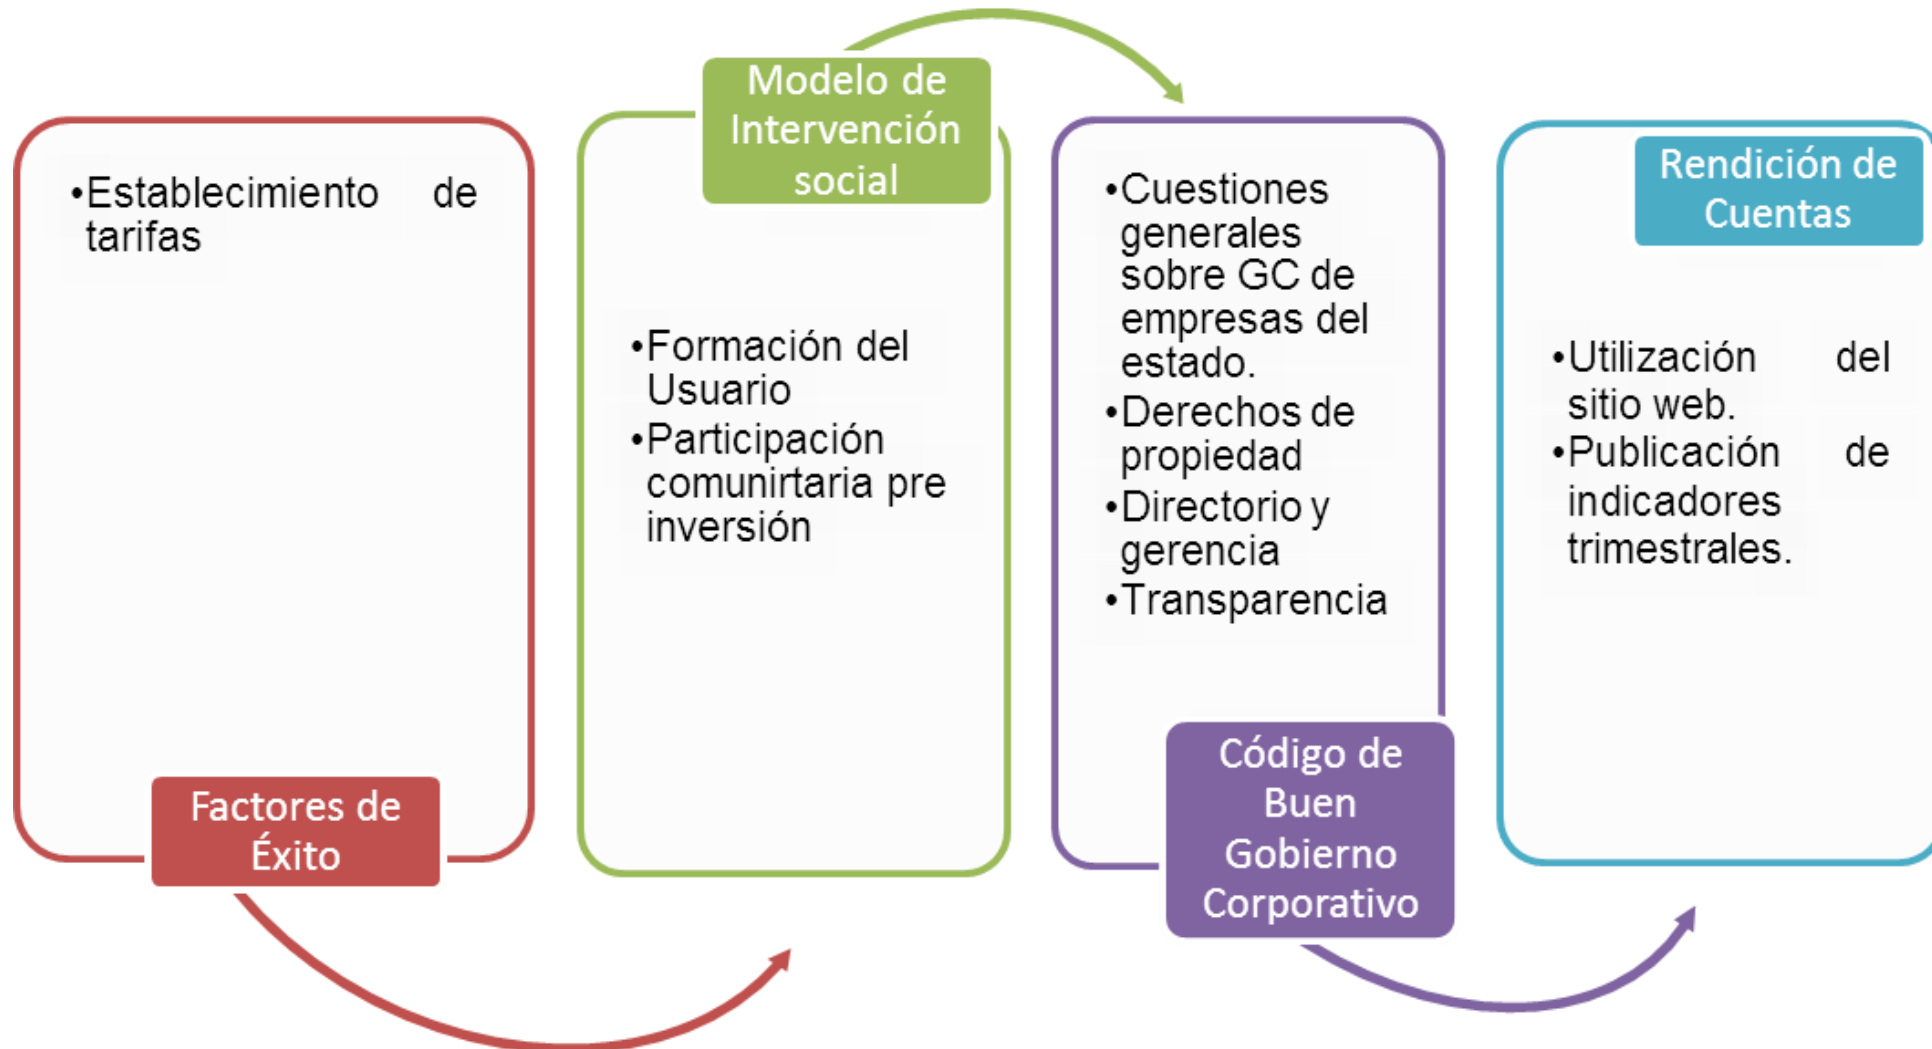 •Establecimiento de
tarifas
Factores de
Éxito
Modelo de
Intervención
social
•Formación del
Usuario
•Participación
comunirtaria pre
inversión
•Cuestiones
generales
sobre GC de
empresas del
estado.
•Derechos de
propiedad
•Directorio y
gerencia
•Transparencia
Código de
Buen
Gobierno
Corporativo
Rendición de
Cuentas
•Utilización del
sitio web.
•Publicación de
indicadores
trimestrales.